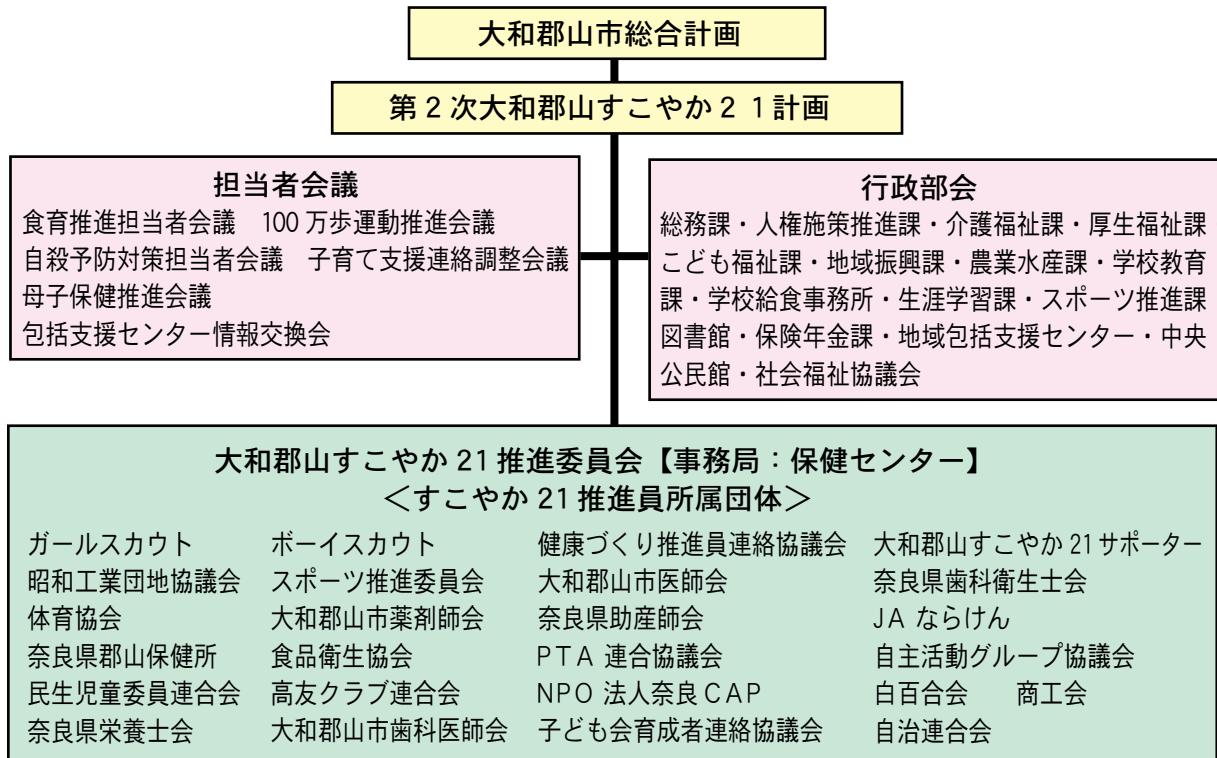 大和郡山市総合計画
第2次大和郡山すこやか21計画
担当者会議
食育推進担当者会議　100万歩運動推進会議
自殺予防対策担当者会議　子育て支援連絡調整会議
母子保健推進会議
包括支援センター情報交換会
行政部会
総務課・人権施策推進課・介護福祉課・厚生福祉課
こども福祉課・地域振興課・農業水産課・学校教育
課・学校給食事務所・生涯学習課・スポーツ推進課
図書館・保険年金課・地域包括支援センター・中央
公民館・社会福祉協議会
大和郡山すこやか21推進委員会【事務局：保健センター】
＜すこやか21推進員所属団体＞
ガールスカウト　ボーイスカウト　健康づくり推進員連絡協議会　大和郡山すこやか21サポーター
昭和工業団地協議会　スポーツ推進委員会　大和郡山市医師会　奈良県歯科衛生士会
体育協会　大和郡山市薬剤師会　奈良県助産師会　JAならけん
奈良県郡山保健所　食品衛生協会　PTA連合協議会　自主活動グループ協議会
民生児童委員連合会　高友クラブ連合会　NPO法人奈良CAP　白百合会　商工会
奈良県栄養士会　大和郡山市歯科医師会　子ども会育成者連絡協議会　自治連合会